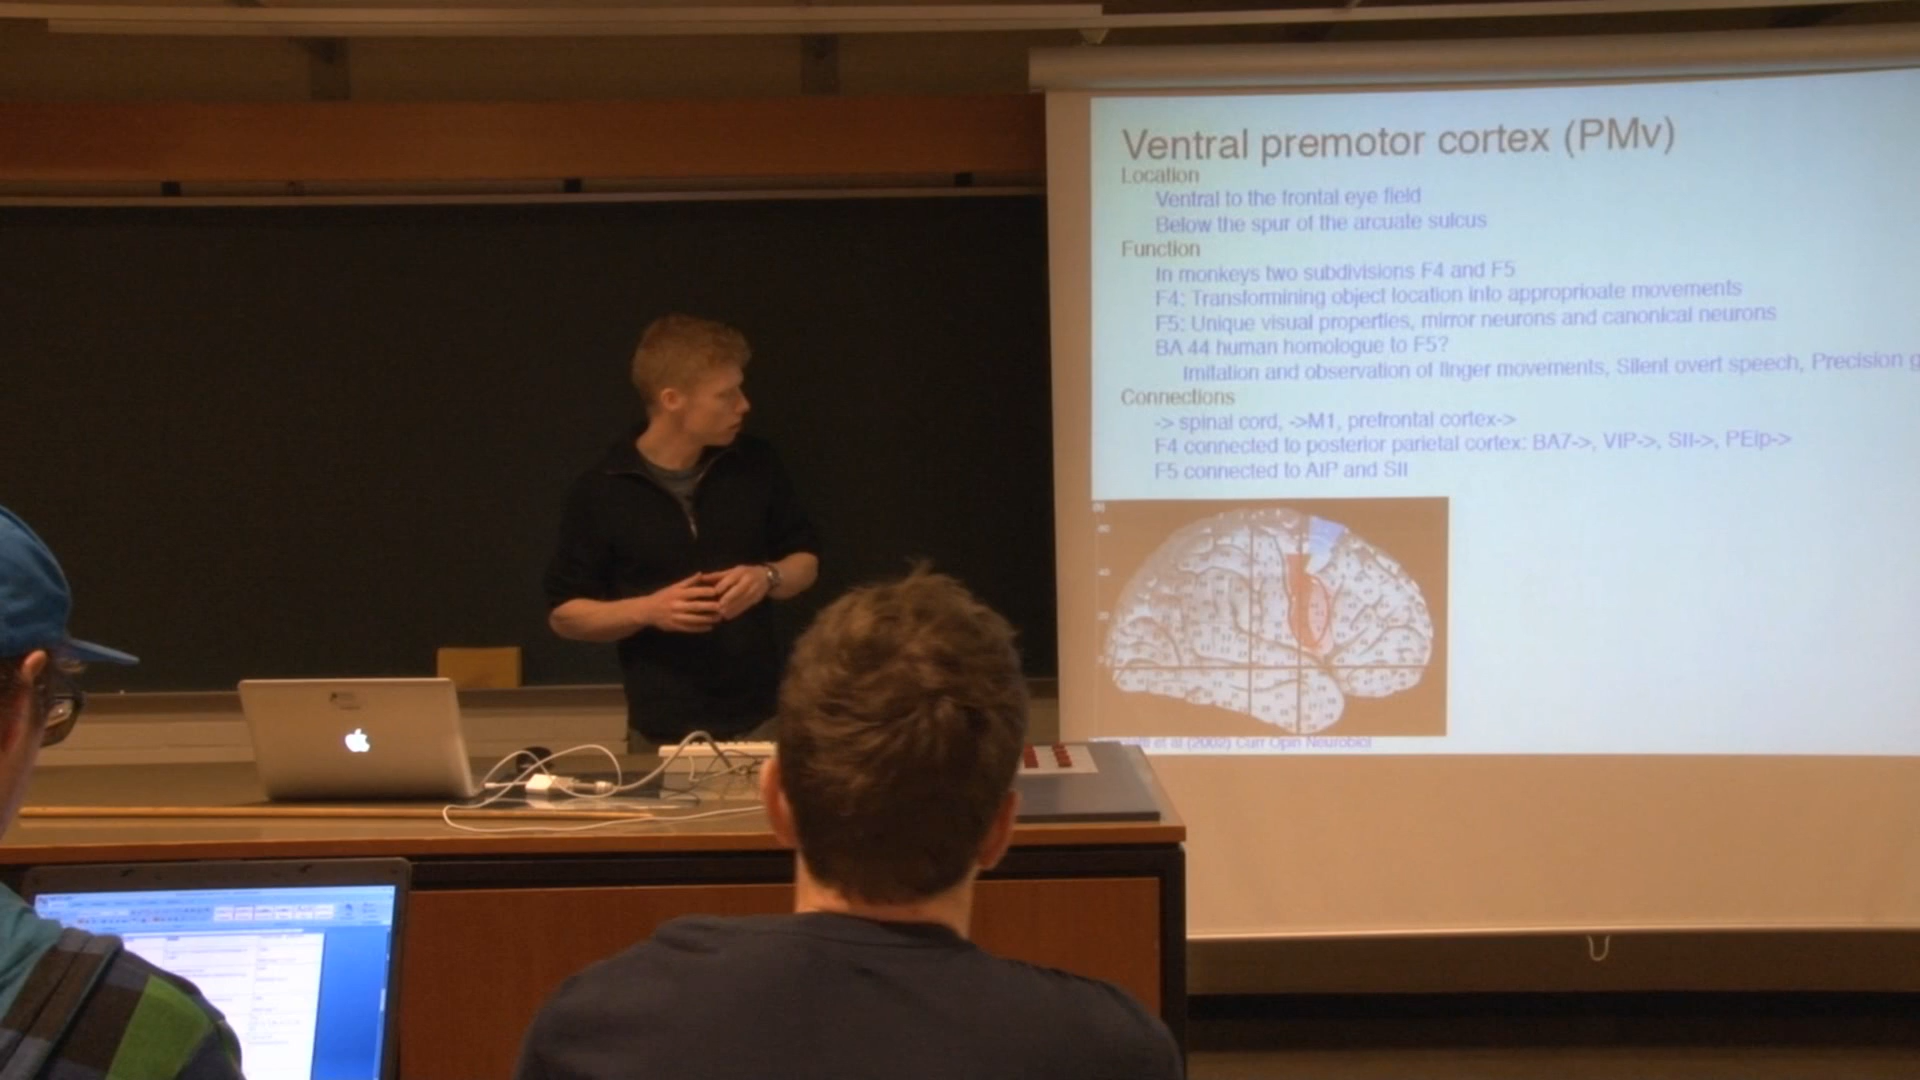 Ventral premotor cortex (PMv)
Location
Ventral to the frontal eye field
Below the spur of the arcuate sulcus
Function
In monkeys two subdivisions F4 and F5
F4: Transformining object location into approprioate movements
F5: Unique visual properties, mirror neurons and canonical neurons
BA 44 human homologue to F5?
Imitation and observation of finger movements, Silent overt speech, Precision g
Connections
-> spinal cord, ->M1, prefrontal cortex->
F4 connected to posterior parietal cortex: BA7->, VIP->, SII->, PEip->
F5 connected to AIP and SII
et al (2002) Curr Opin Neurobiol